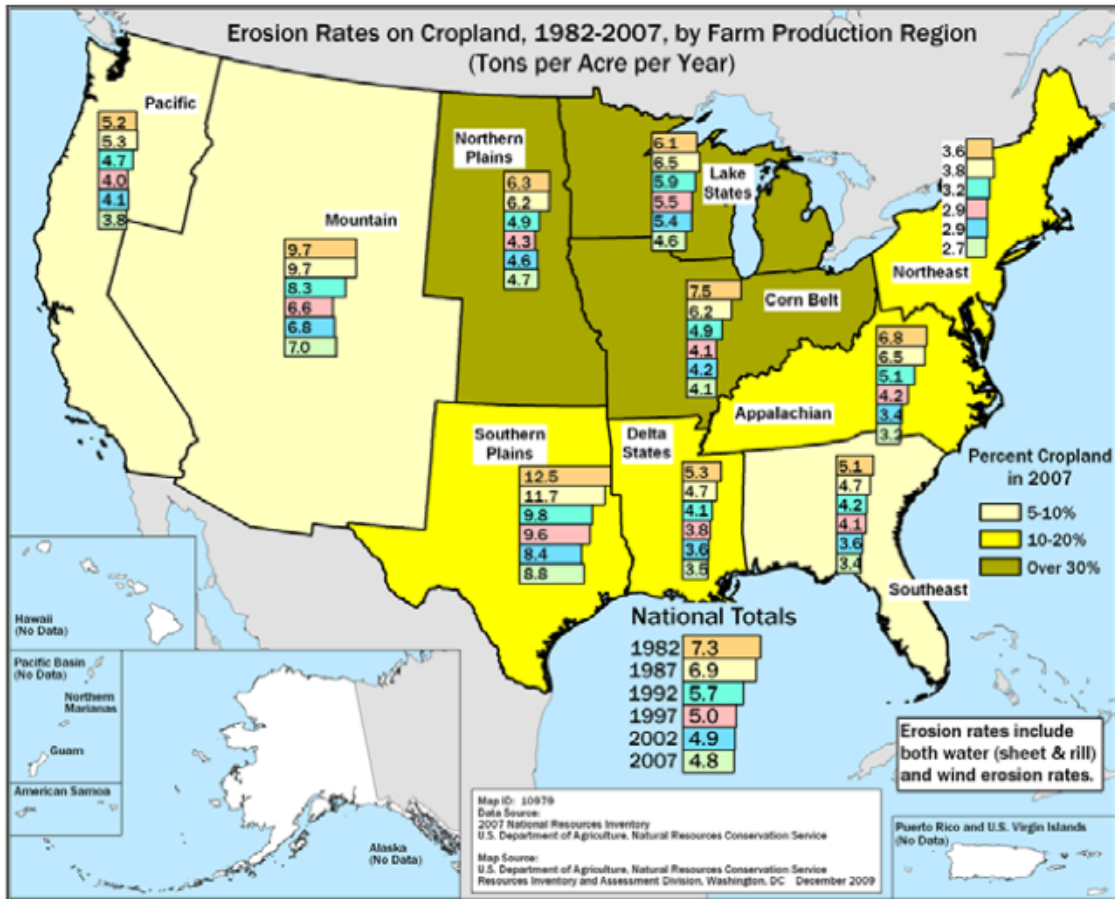 Erosion Rates on Cropland, 1982-2007, by Farm Production Region
(Tons per Acre per Year)
Pacific
5.2
5.3
4.7
4.0
4.1
3.8
Mountain
9.7
9.7
8.3
6.6
6.8
7.0
Northern
Plains
6.3
6.2
4.9
4.3
4.6
4.7
Lake
States
6.1
6.5
5.9
5.5
5.4
4.6
Northeast
3.6
3.8
3.2
2.9
2.9
2.7
Corn Belt
7.5
6.2
4.9
4.1
4.2
4.1
Appalachian
6.8
6.5
5.1
4.2
3.4
3.2
Southern
Plains
12.5
11.7
9.8
9.6
8.4
8.8
Delta
States
5.3
4.7
4.1
3.8
3.6
3.5
Southeast
5.1
4.7
4.2
4.1
3.6
3.4
Percent Cropland
in 2007
5-10%
10-20%
Over 30%
National Totals
1982 7.3
1987 6.9
1992 5.7
1997 5.0
2002 4.9
2007 4.8
Erosion rates include
both water (sheet & rill)
and wind erosion rates.
Hawaii
(No Data)
Pacific Basin
(No Data)
Northern
Marianas
Guam
American Samoa
Alaska
(No Data)
Map ID: 10979
Data Source:
2007 National Resources Inventory
U.S. Department of Agriculture, Natural Resources Conservation Service
Map Source:
U.S. Department of Agriculture, Natural Resources Conservation Service
Resources Inventory and Assessment Division, Washington, DC December 2009
Puerto Rico and U.S. Virgin Islands
(No Data)